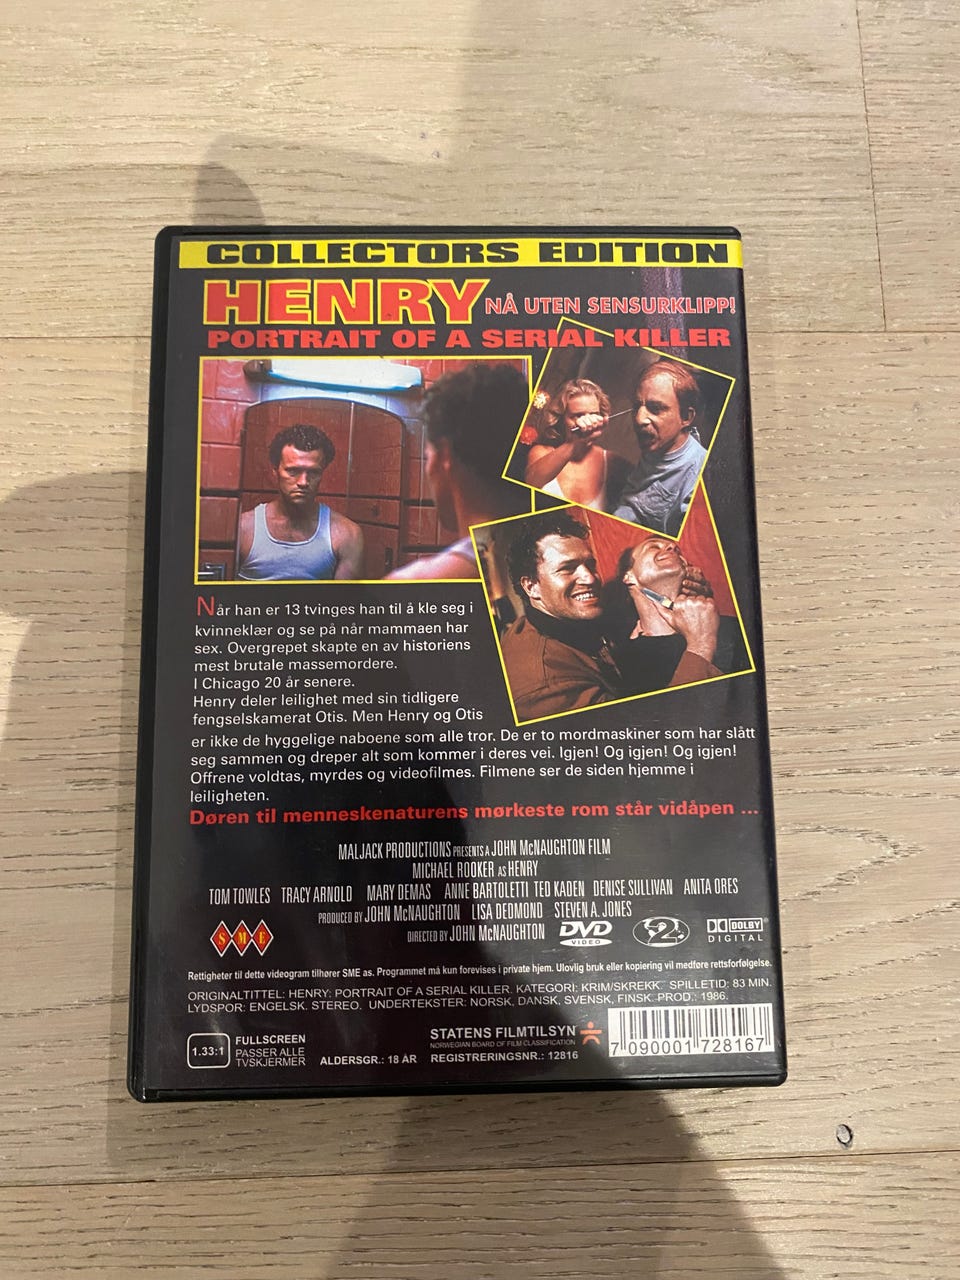 COLLECTORS EDITION
HENRY
NÅ UTEN SENSURKLIPP!
PORTRAIT OF A SERIAL KILLER
Når han er 13 tvinges han til å kle seg i
kvinneklær og se på når mammaen har
sex. Overgrepet skapte en av historiens
mest brutale massemordere.
I Chicago 20 år senere.
Henry deler leilighet med sin tidligere
fengselskamerat Otis. Men Henry og Otis
er ikke de hyggelige naboene som alle tror. De er to mordmaskiner som har slått
seg sammen og dreper alt som kommer i deres vei. Igjen! Og igjen! Og igjen!
Offrene voldtas, myrdes og videofilmes. Filmene ser de siden hjemme i
leiligheten.
Døren til menneskenaturens mørkeste rom står vidåpen ...
MALJACK PRODUCTIONS PRESENTS A JOHN McNAUGHTON FILM
MICHAEL ROOKER AS HENRY
TOM TOWLES TRACY ARNOLD MARY DEMAS ANNE BARTOLETTI TED KADEN DENISE SULLIVAN ANITA ORES
PRODUCED BY JOHN McNAUGHTON LISA DEDMOND STEVEN A. JONES
DIRECTED BY JOHN McNAUGHTON
SME
DVD
VIDEO
2
DOLBY
DIGITAL
Rettigheter til dette videogram tilhører SME as. Programmet må kun forevises i private hjem. Ulovlig bruk eller kopiering vil medføre rettsforfølgelse.
ORIGINALTITTEL: HENRY: PORTRAIT OF A SERIAL KILLER. KATEGORI: KRIM/SKREKK. SPILLETID: 83 MIN.
LYDSPOR: ENGELSK. STEREO. UNDERTEKSTER: NORSK, DANSK, SVENSK, FINSK. PROD.: 1986.
1.33:1
FULLSCREEN
PASSER ALLE
TVSKJERMER
ALDERSGR.: 18 ÅR
STATENS FILMTILSYN
NORWEGIAN BOARD OF FILM CLASSIFICATION
REGISTRERINGSNR.: 12816
7 090001 728167